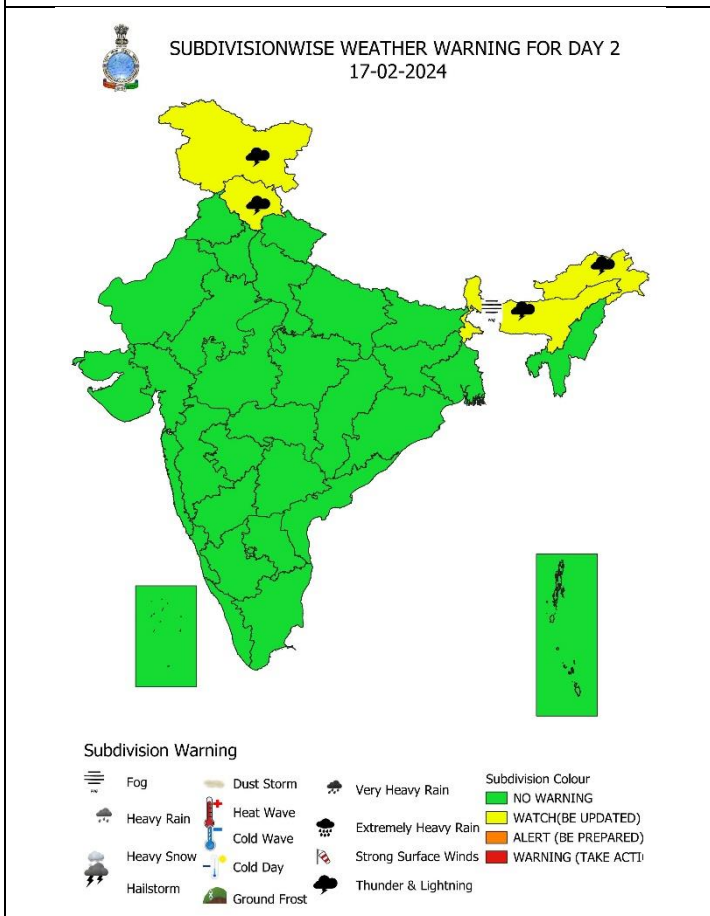 SUBDIVISIONWISE WEATHER WARNING FOR DAY 2
17-02-2024
Subdivision Warning
Fog
Heavy Rain
Heavy Snow
Hailstorm
Dust Storm
Heat Wave
Cold Wave
Cold Day
Ground Frost
Very Heavy Rain
Extremely Heavy Rain
Strong Surface Winds
Thunder & Lightning
Subdivision Colour
NO WARNING
WATCH(BE UPDATED)
ALERT (BE PREPARED)
WARNING (TAKE ACTI